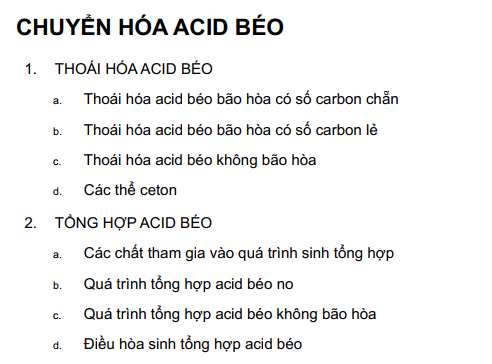 CHUYỂN HÓA ACID BÉO
1. THOÁI HÓA ACID BÉO
a. Thoái hóa acid béo bão hòa có số carbon chẵn
b. Thoái hóa acid béo bão hòa có số carbon lẻ
c. Thoái hóa acid béo không bão hòa
d. Các thể ceton
2. TỔNG HỢP ACID BÉO
a. Các chất tham gia vào quá trình sinh tổng hợp
b. Quá trình tổng hợp acid béo no
c. Quá trình tổng hợp acid béo không bão hòa
d. Điều hòa sinh tổng hợp acid béo